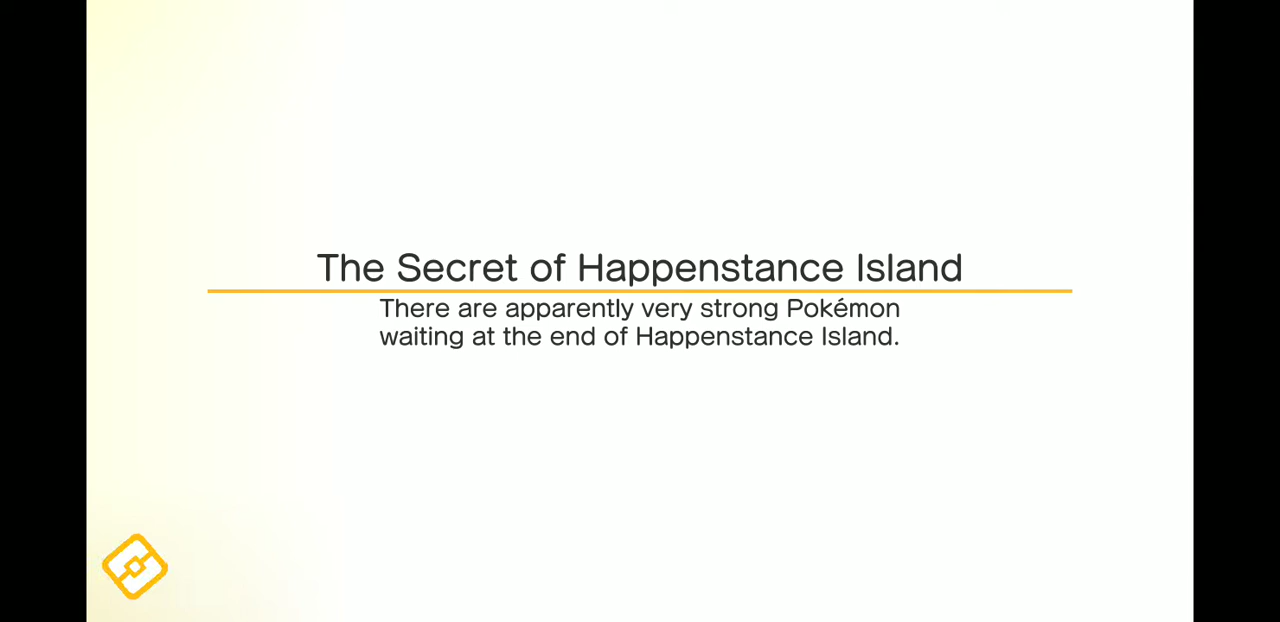 The Secret of Happenstance Island
There are apparently very strong Pokémon
waiting at the end of Happenstance Island.